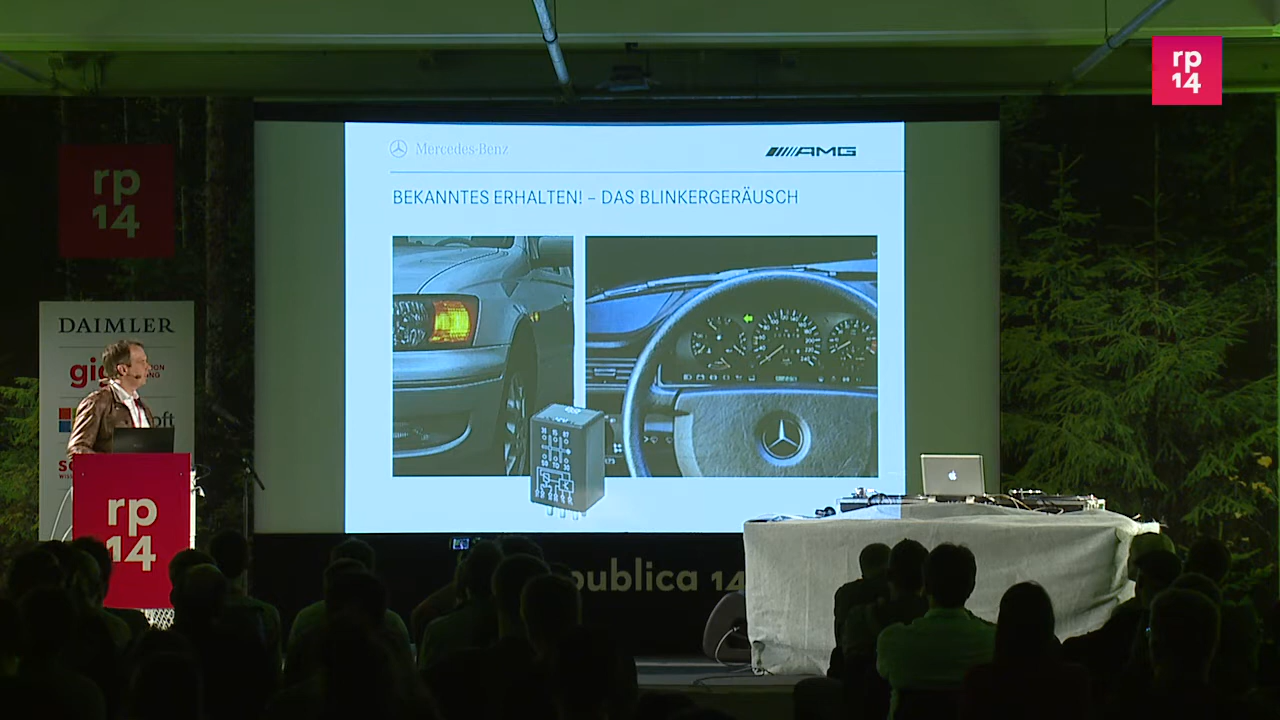 rp
14
rp
14
Mercedes-Benz
AMG
BEKANNTES ERHALTEN! – DAS BLINKERGERÄUSCH
DAIMLER
rp
14
publica 14